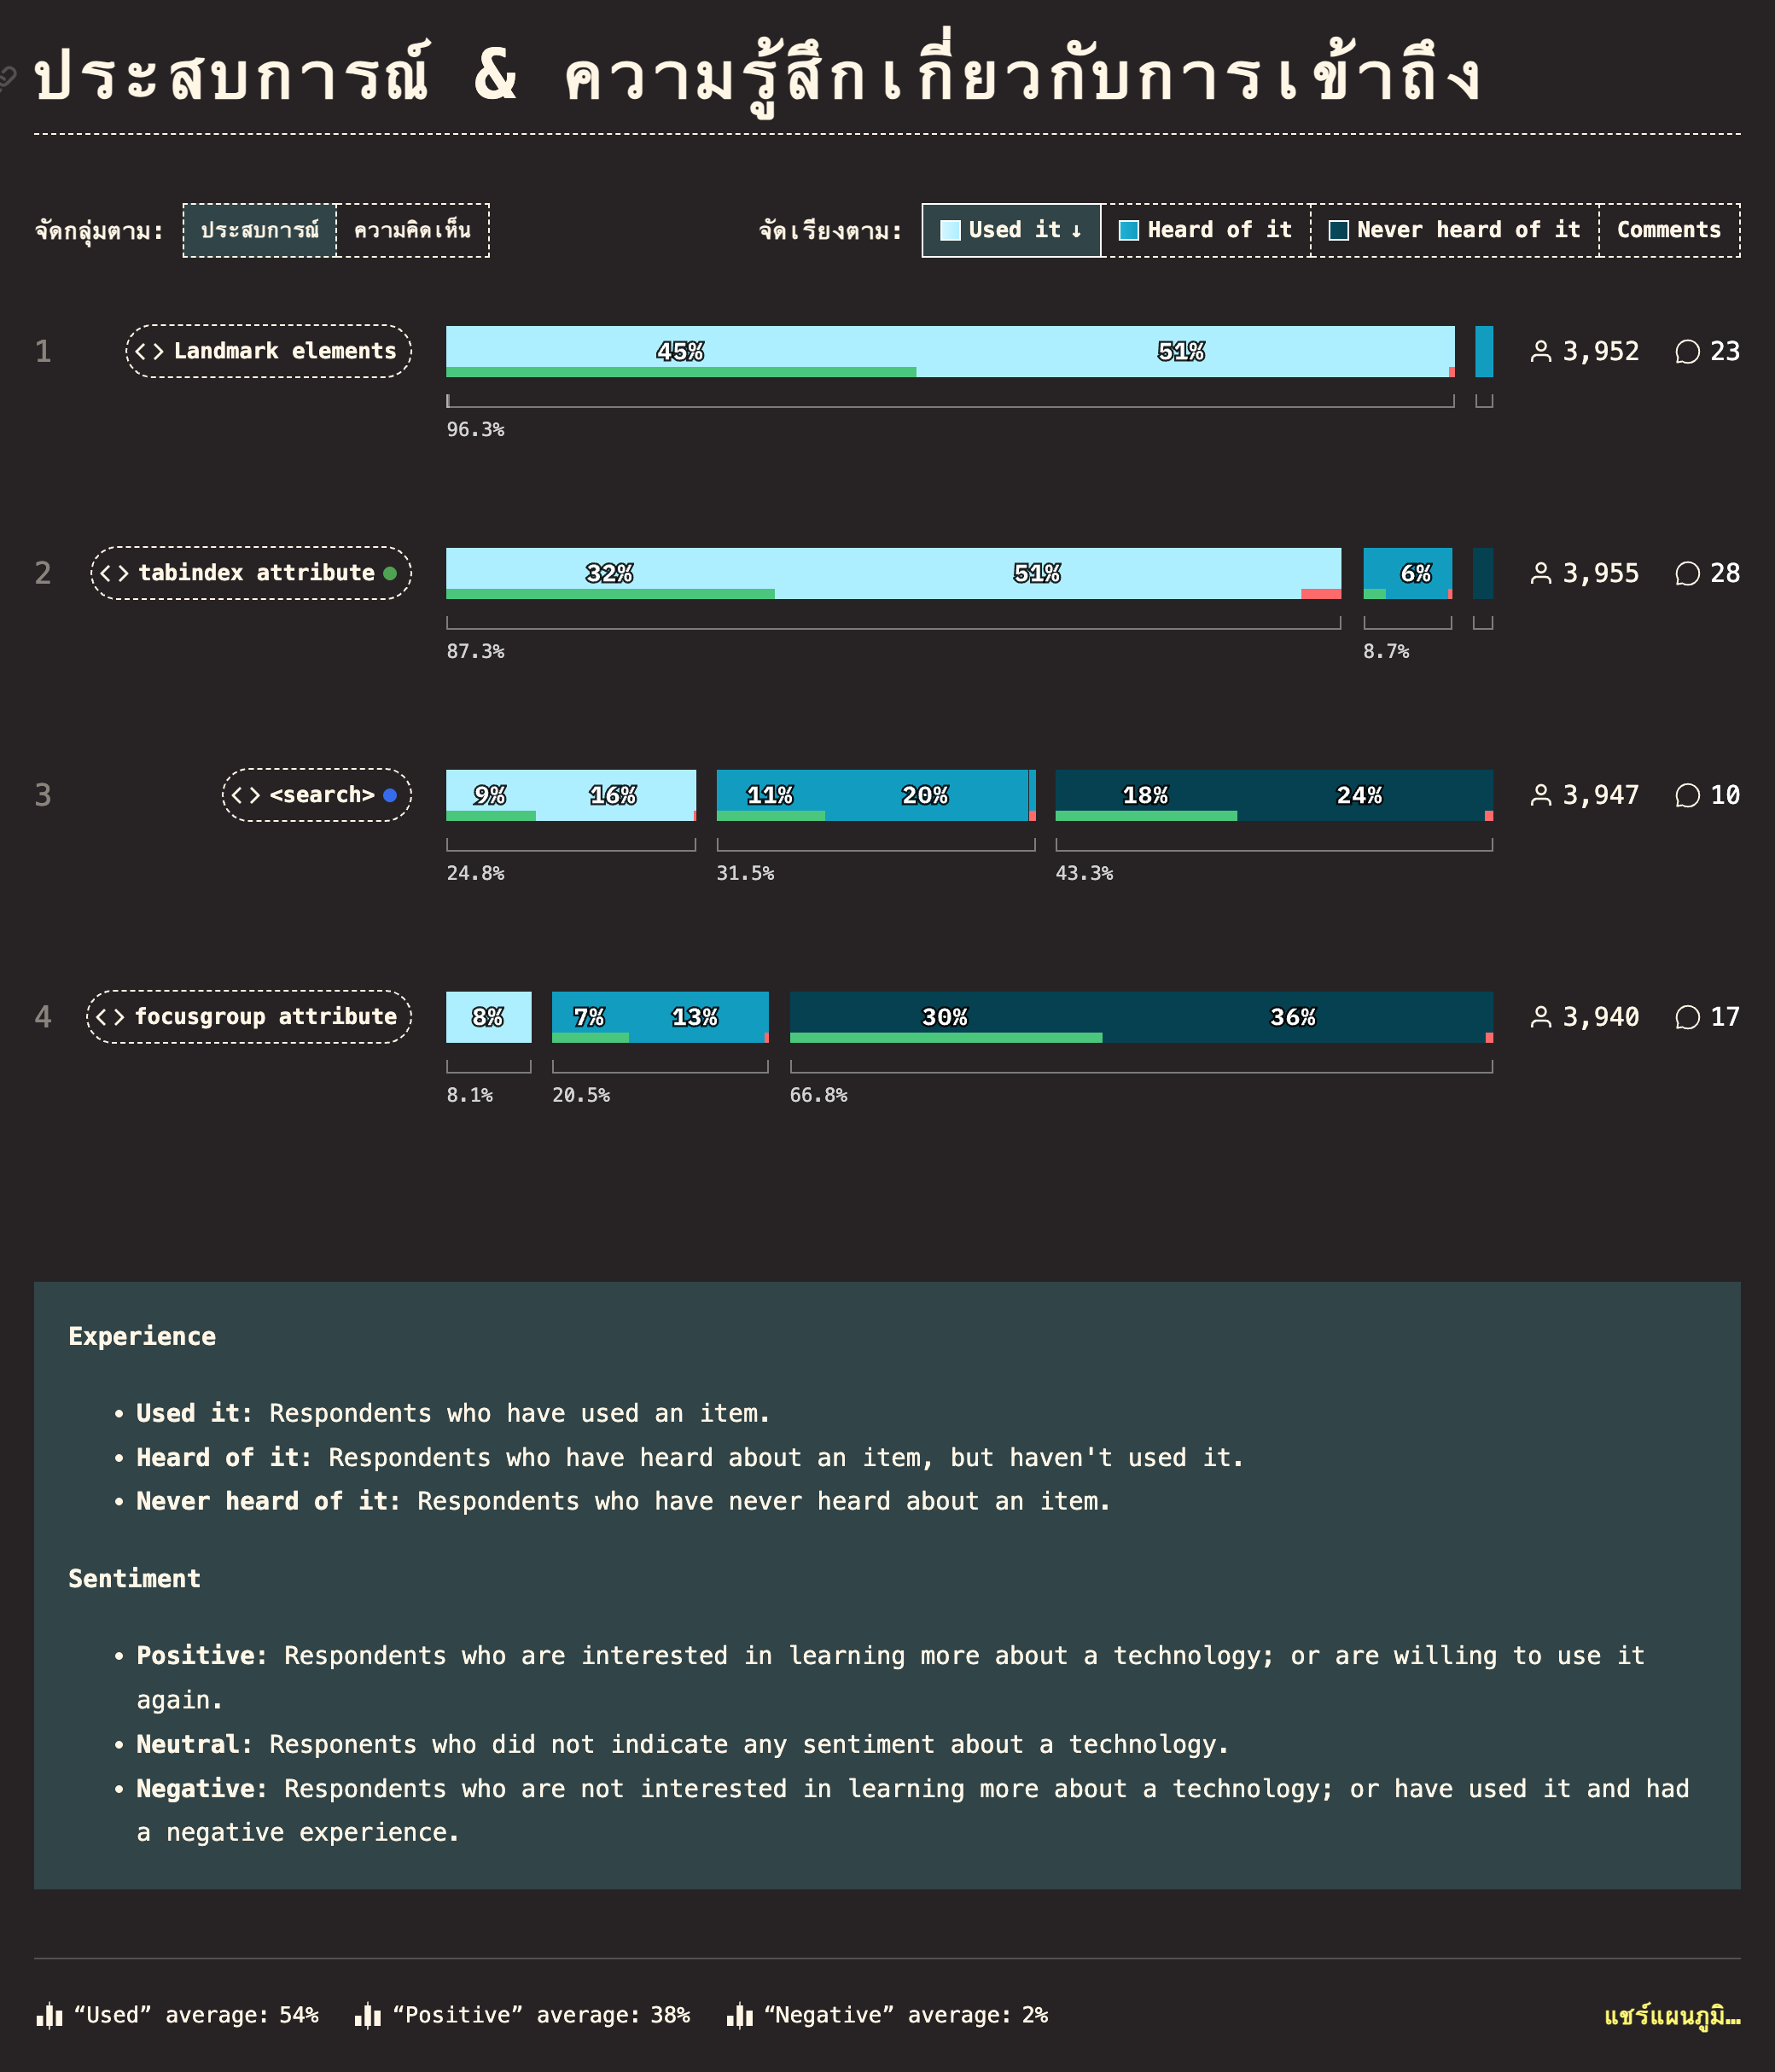 ประสบการณ์ & ความรู้สึกเกี่ยวกับการเข้าถึง
จัดกลุ่มตาม: ประสบการณ์ ความคิดเห็น จัดเรียงตาม: Used it ↓ Heard of it Never heard of it Comments
1 <> Landmark elements 45% 51% 3,952 23
96.3%
2 <> tabindex attribute 32% 51% 6% 3,955 28
87.3% 8.7%
3 <> <search> 9% 16% 11% 20% 18% 24% 3,947 10
24.8% 31.5% 43.3%
4 <> focusgroup attribute 8% 7% 13% 30% 36% 3,940 17
8.1% 20.5% 66.8%
Experience
• Used it: Respondents who have used an item.
• Heard of it: Respondents who have heard about an item, but haven't used it.
• Never heard of it: Respondents who have never heard about an item.
Sentiment
• Positive: Respondents who are interested in learning more about a technology; or are willing to use it
again.
• Neutral: Responents who did not indicate any sentiment about a technology.
• Negative: Respondents who are not interested in learning more about a technology; or have used it and had
a negative experience.
“Used” average: 54% “Positive” average: 38% “Negative” average: 2% แชร์แผนภูมิ…